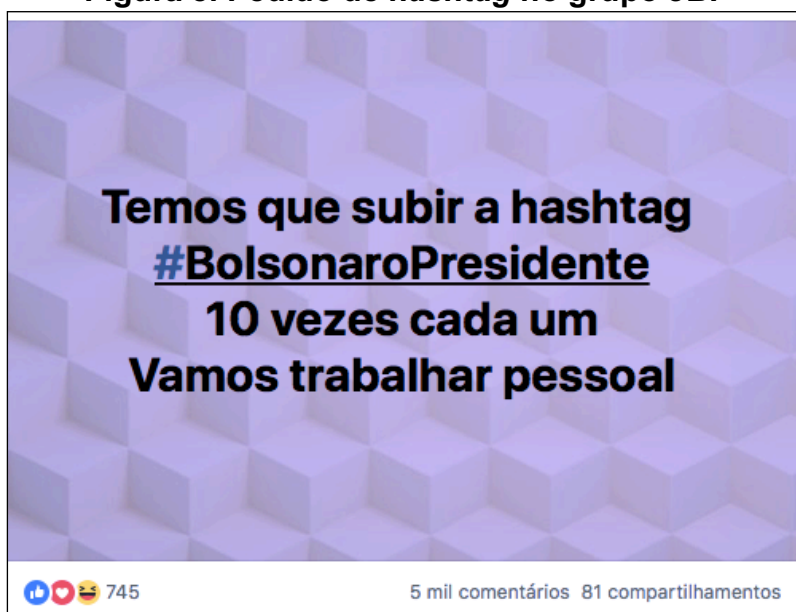 Temos que subir a hashtag
#BolsonaroPresidente
10 vezes cada um
Vamos trabalhar pessoal
745 5 mil comentários 81 compartilhamentos